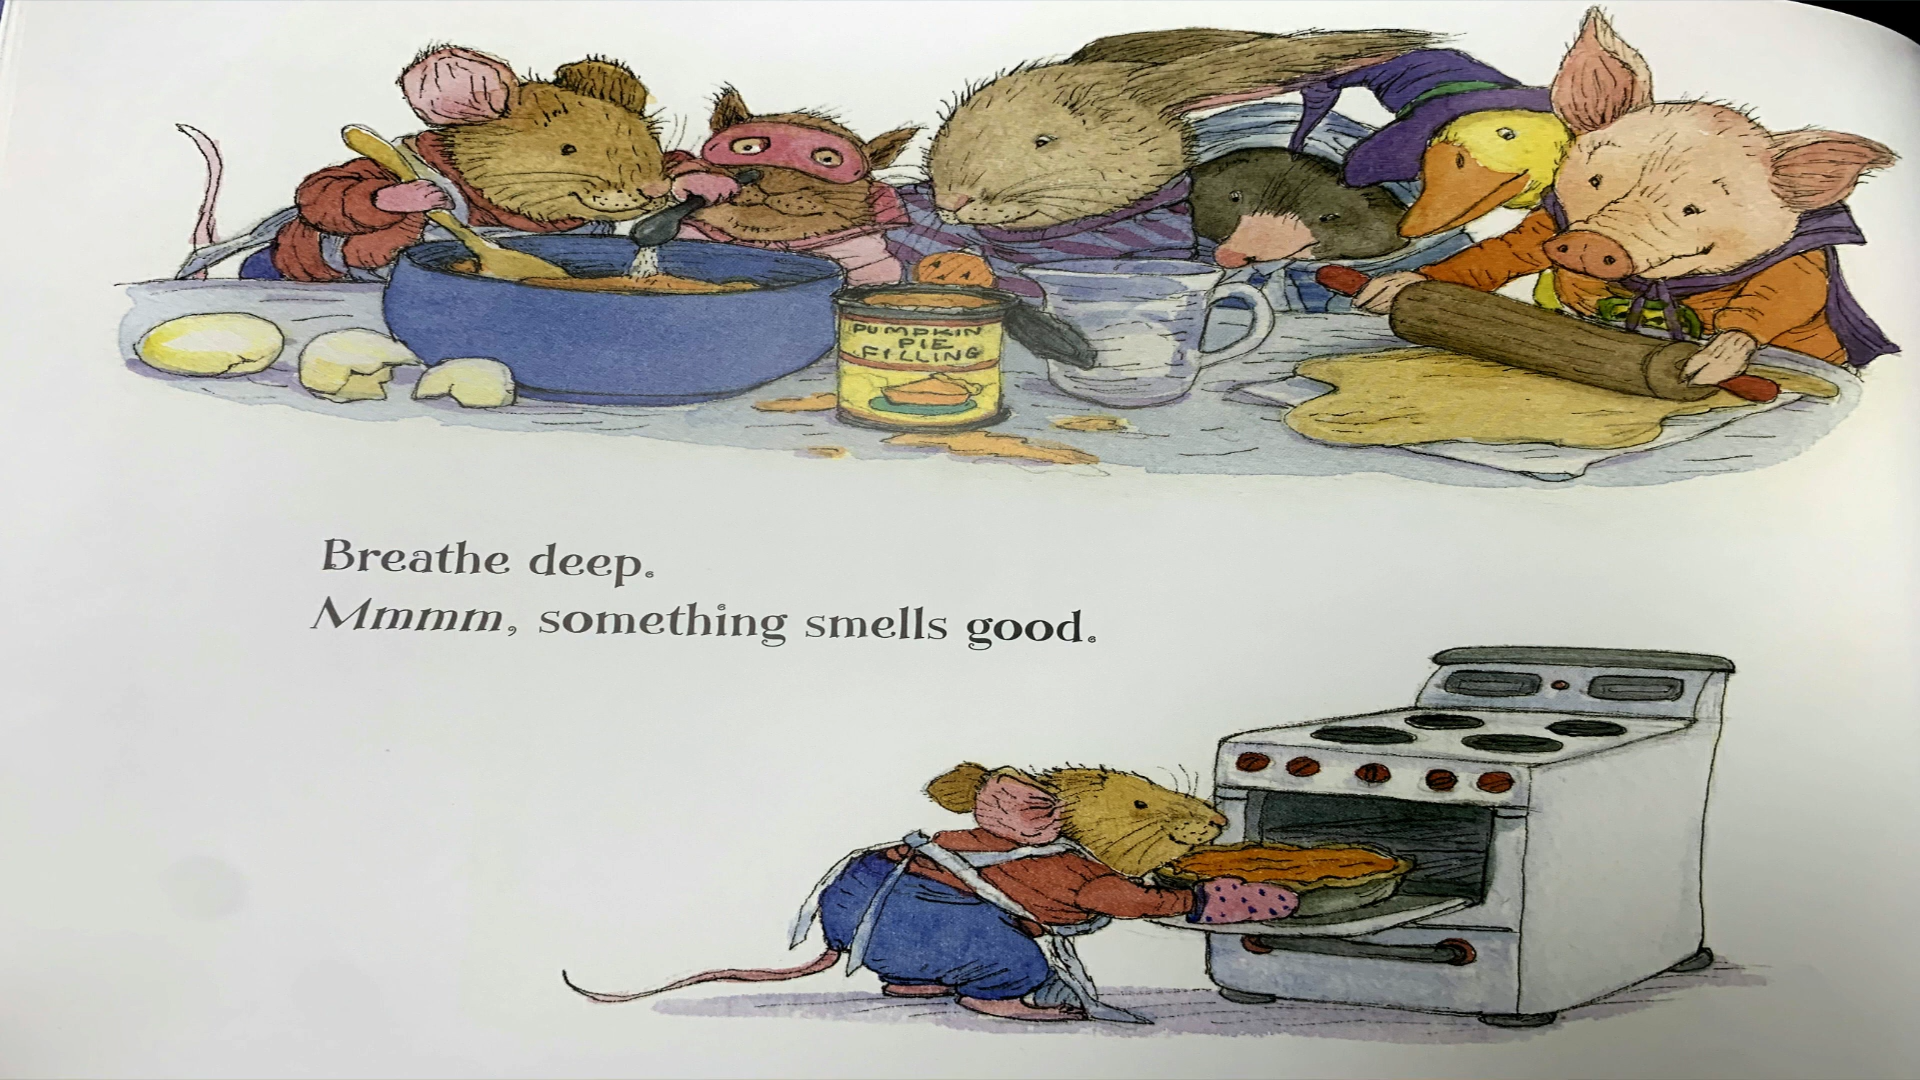 PUMPKIN
PIE
FILLING
Breathe deep.
Mmmm, something smells good.